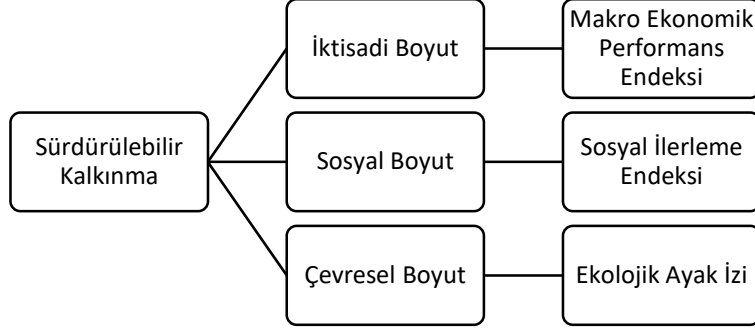 Sürdürülebilir
Kalkınma
İktisadi Boyut
Makro Ekonomik
Performans
Endeksi
Sosyal Boyut
Sosyal İlerleme
Endeksi
Çevresel Boyut
Ekolojik Ayak İzi